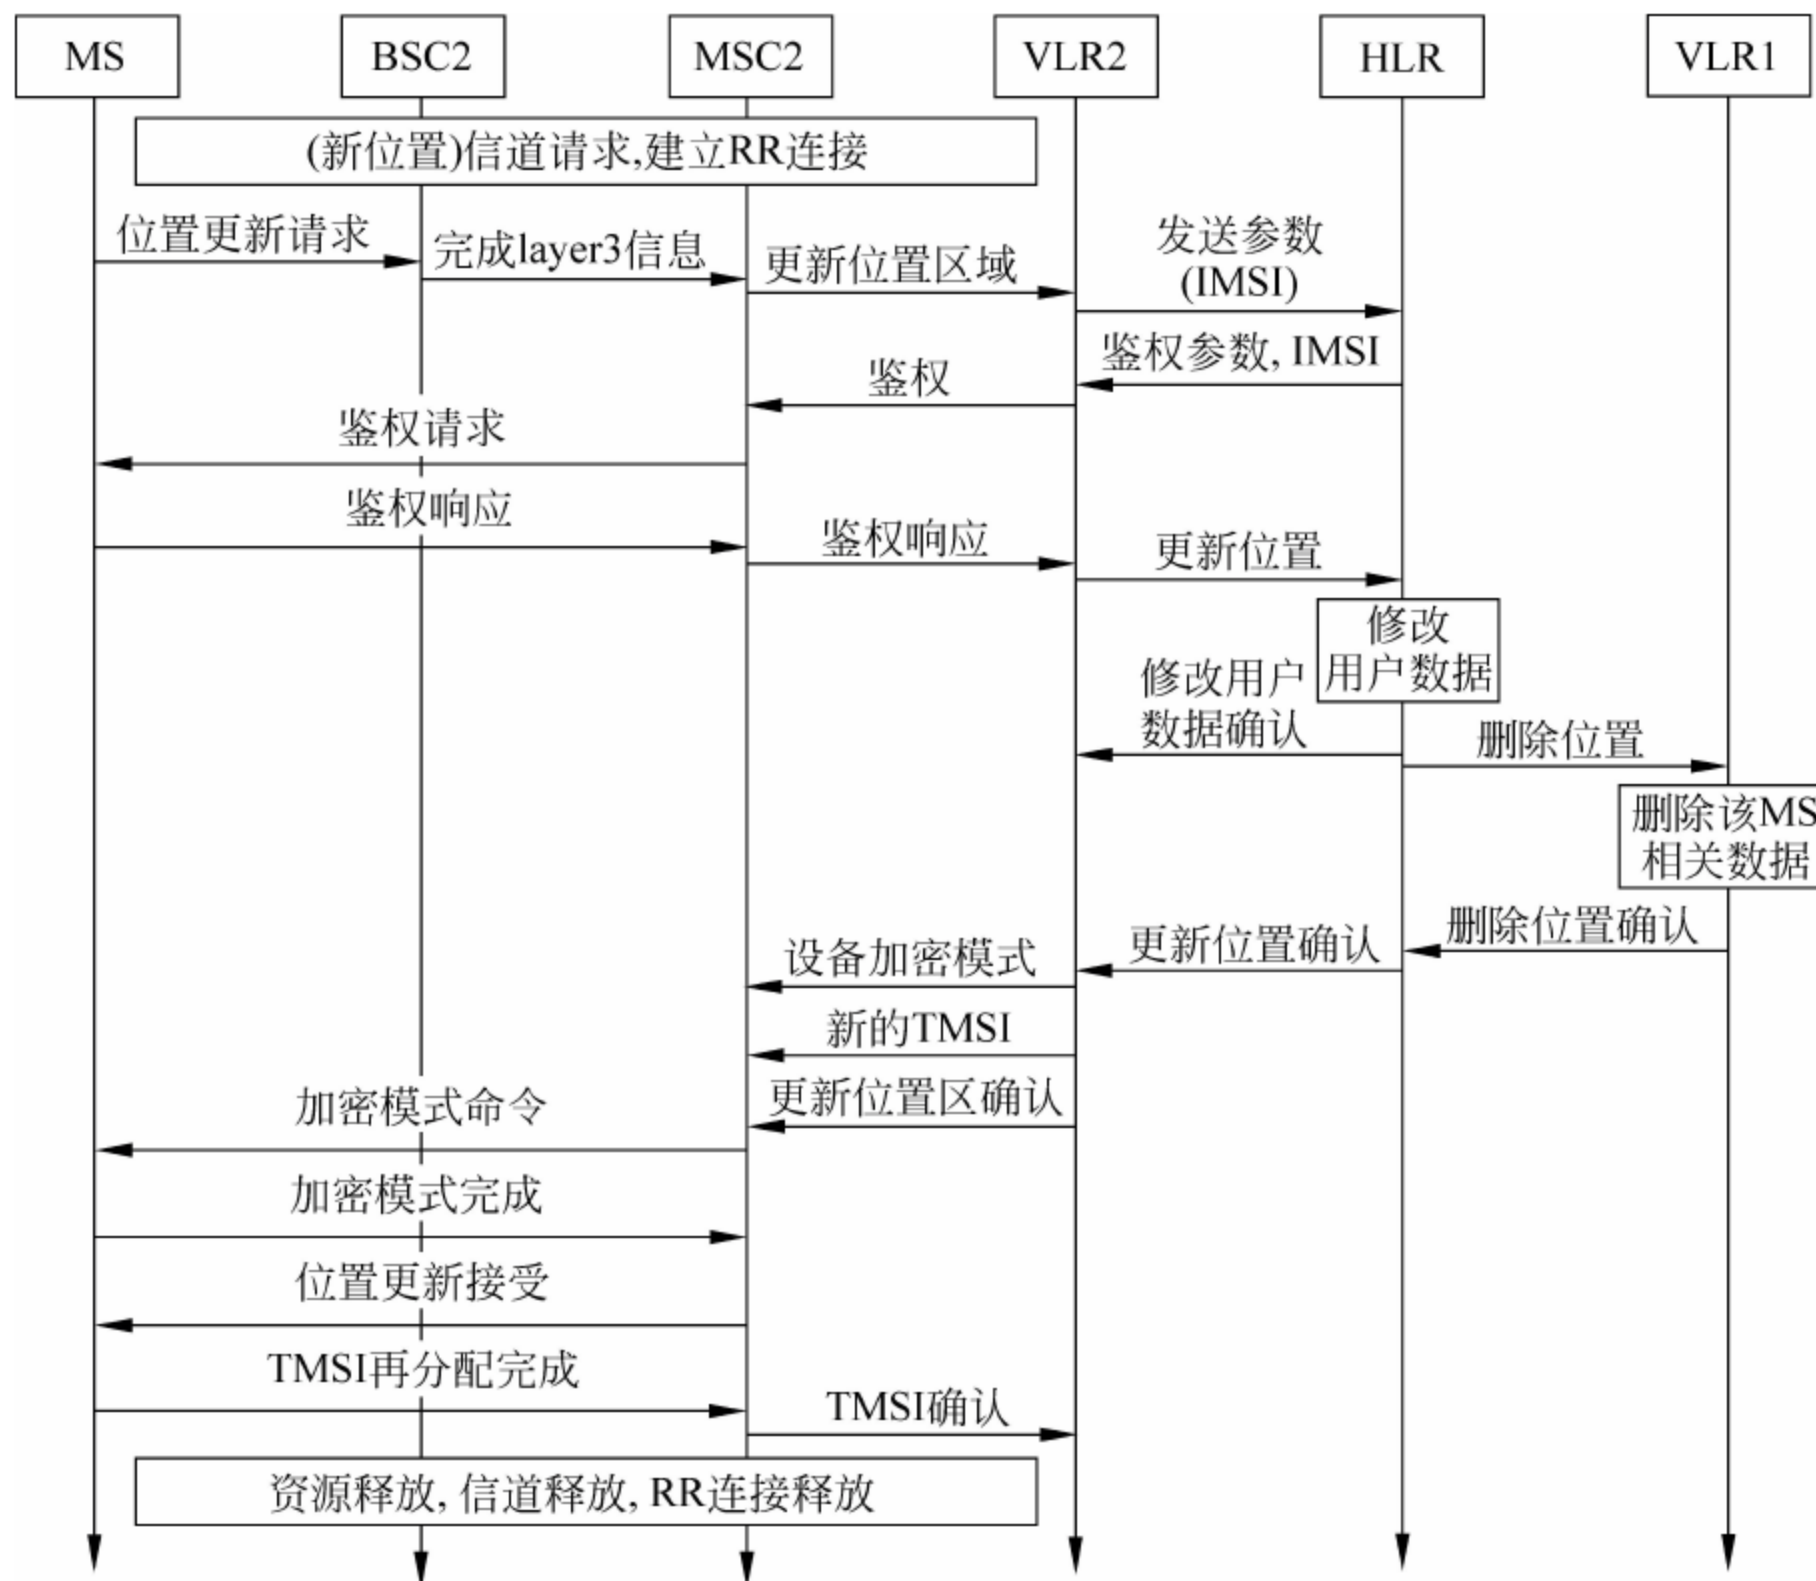 MS
BSC2
MSC2
VLR2
HLR
VLR1
(新位置)信道请求,建立RR连接
位置更新请求
完成layer3信息
更新位置区域
发送参数
(IMSI)
鉴权参数, IMSI
鉴权
鉴权请求
鉴权响应
鉴权响应
更新位置
修改
用户数据
修改用户
数据确认
删除位置
删除该MS
相关数据
删除位置确认
更新位置确认
设备加密模式
新的TMSI
更新位置区确认
加密模式命令
加密模式完成
位置更新接受
TMSI再分配完成
TMSI确认
资源释放, 信道释放, RR连接释放